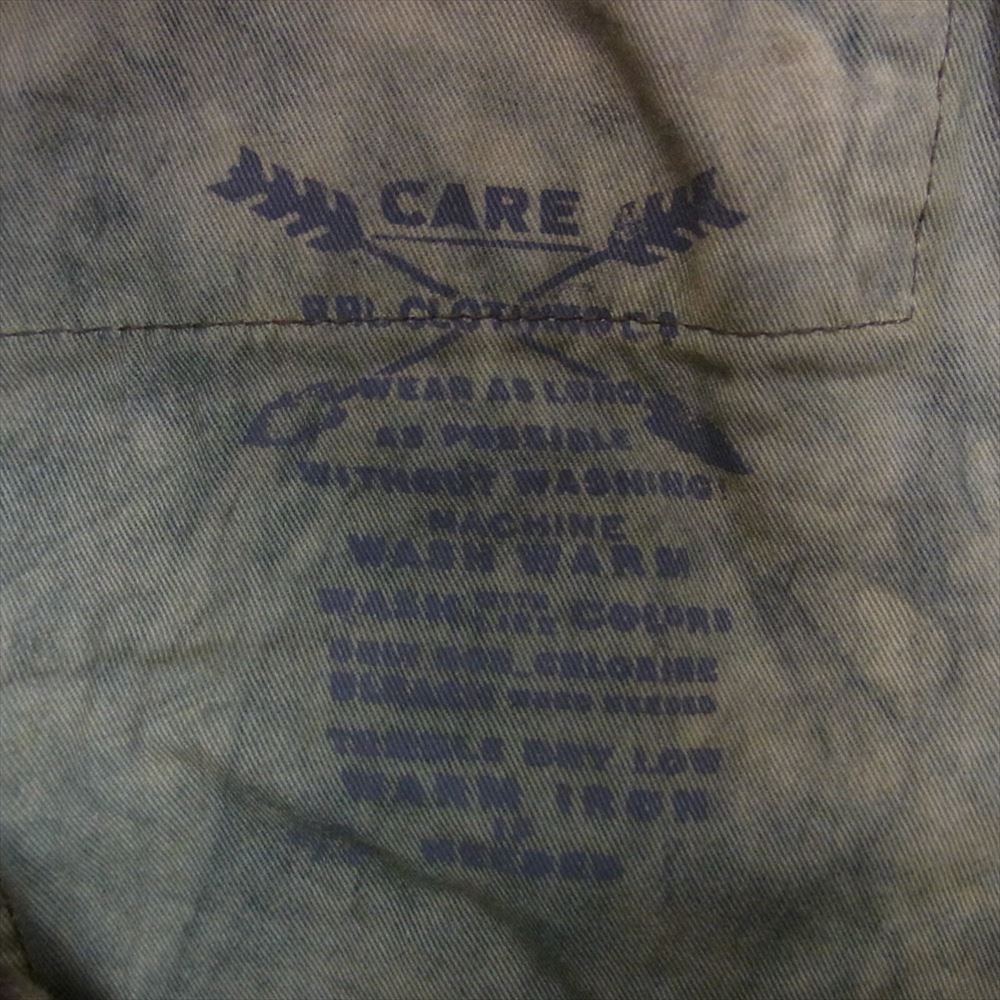 CARE
RRL CLOTHING CO
WEAR AS LONG
AS POSSIBLE
WITHOUT WASHING
MACHINE
WASH WARM
WASH WITH LIKE COLORS
ONLY NON-CHLORINE
BLEACH WHEN NEEDED
TUMBLE DRY LOW
WARM IRON
IF
NEEDED